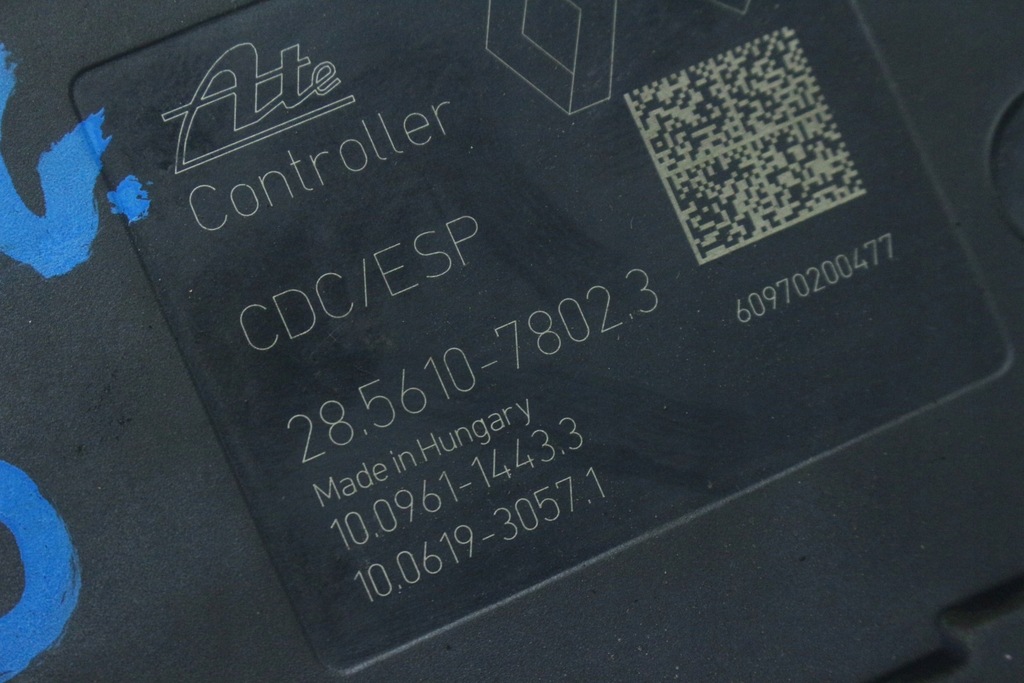 Ate
Controller
CDC/ESP
28.5610-7802.3
Made in Hungary
10.0961-1443.3
10.0619-3057.1
60970200477